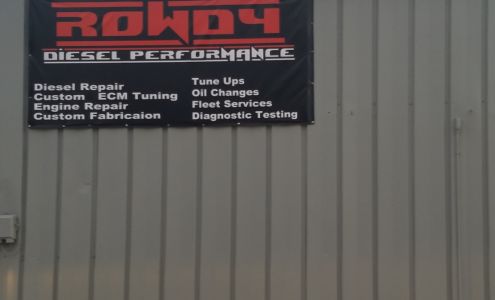 ROWDY
DIESEL PERFORMANCE
Diesel Repair
Custom ECM Tuning
Engine Repair
Custom Fabricaion
Tune Ups
Oil Changes
Fleet Services
Diagnostic Testing